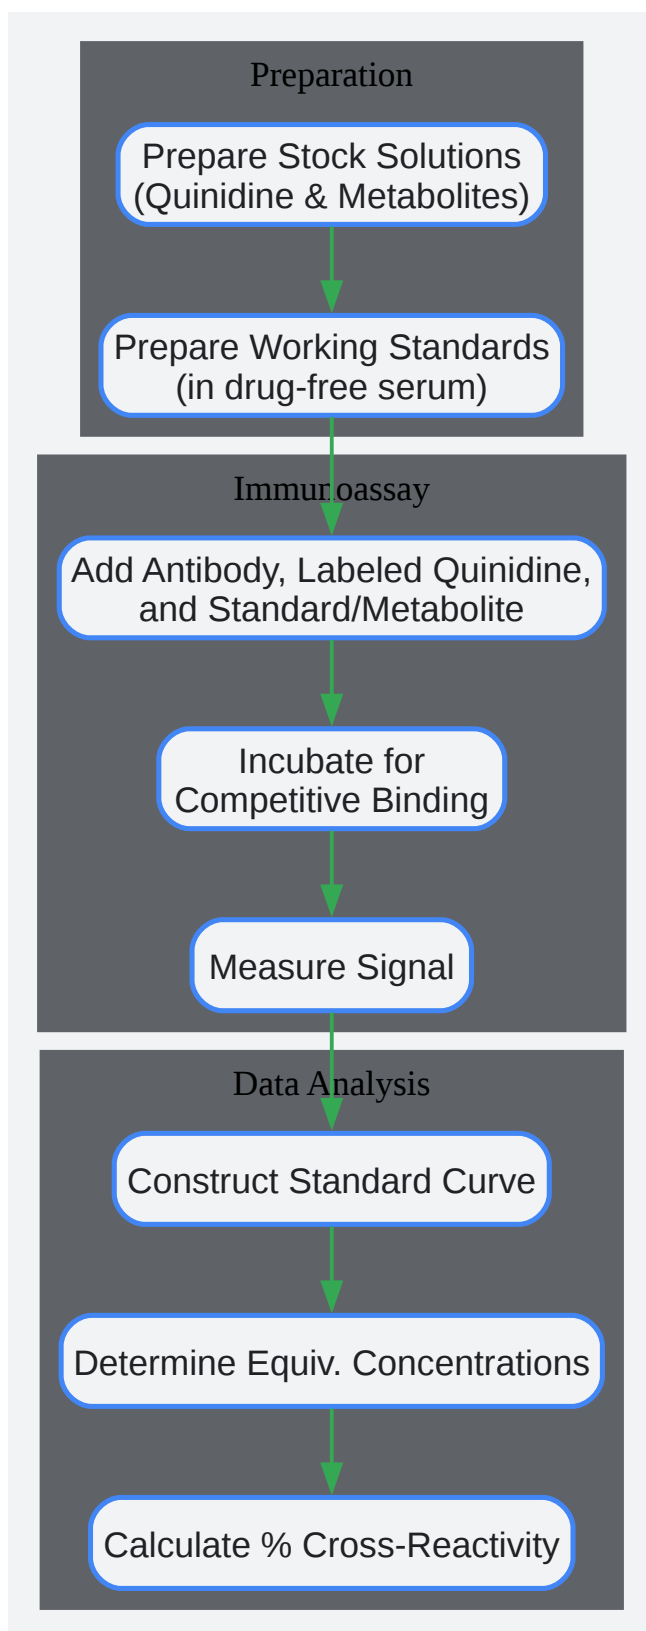 Preparation
Prepare Stock Solutions
(Quinidine & Metabolites)
Prepare Working Standards
(in drug-free serum)
Immunoassay
Add Antibody, Labeled Quinidine,
and Standard/Metabolite
Incubate for
Competitive Binding
Measure Signal
Data Analysis
Construct Standard Curve
Determine Equiv. Concentrations
Calculate % Cross-Reactivity